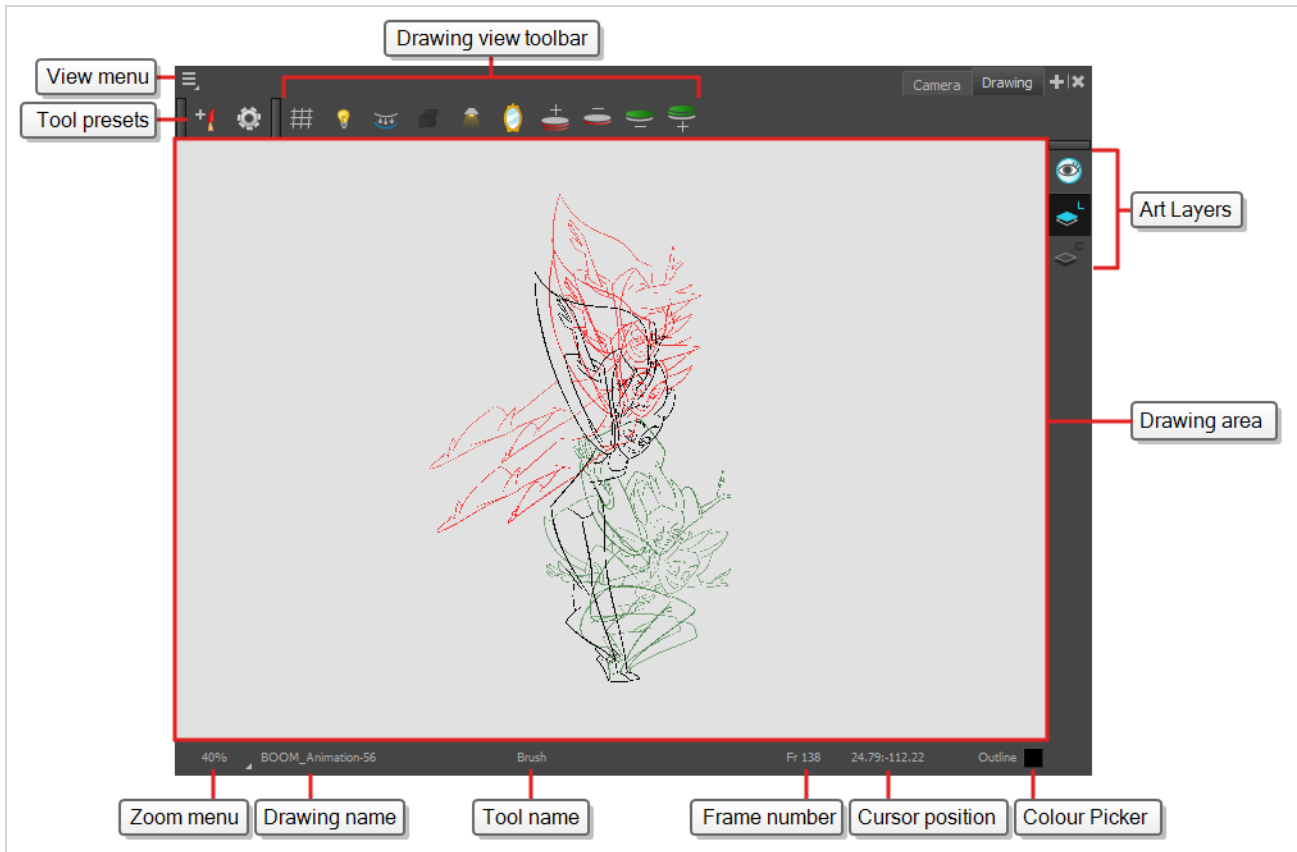 Drawing view toolbar
View menu
Camera
Drawing
Tool presets
L
C
Art Layers
Drawing area
40%
BOOM_Animation-56
Brush
Fr 138
24.79:-112.22
Outline
Zoom menu
Drawing name
Tool name
Frame number
Cursor position
Colour Picker